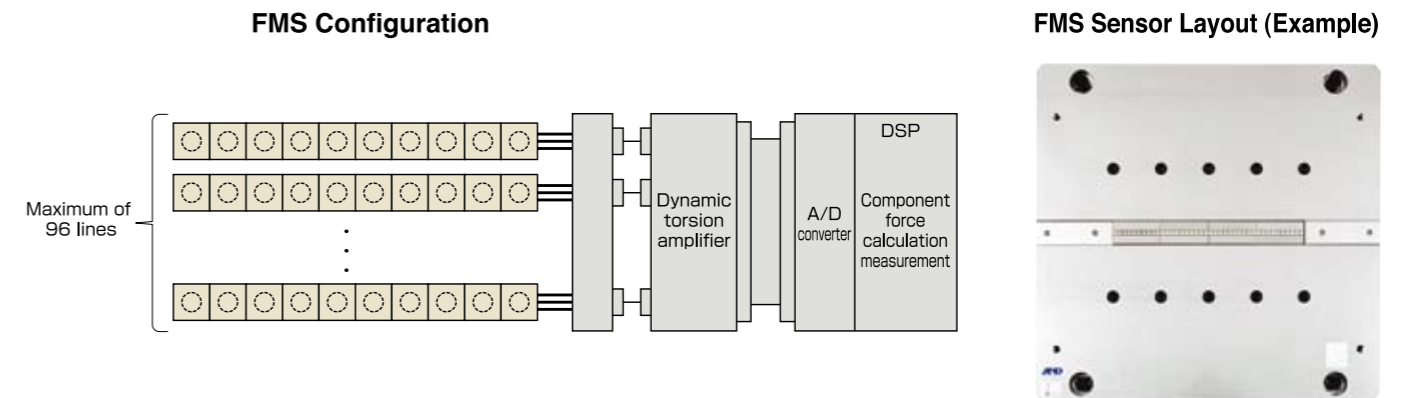 FMS Configuration
FMS Sensor Layout (Example)
Maximum of
96 lines
Dynamic
torsion
amplifier
A/D
converter
DSP
Component
force
calculation
measurement
AND